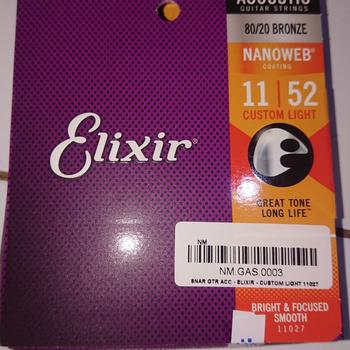 ACOUSTIC
GUITAR STRINGS
80/20 BRONZE
NANOWEB®
COATING
11 | 52
CUSTOM LIGHT
Elixir®
GREAT TONE
LONG LIFE™
NM
NM.GAS.0003
SNAR GTR ACC - ELIXIR - CUSTOM LIGHT 11027
BRIGHT & FOCUSED
SMOOTH
11027